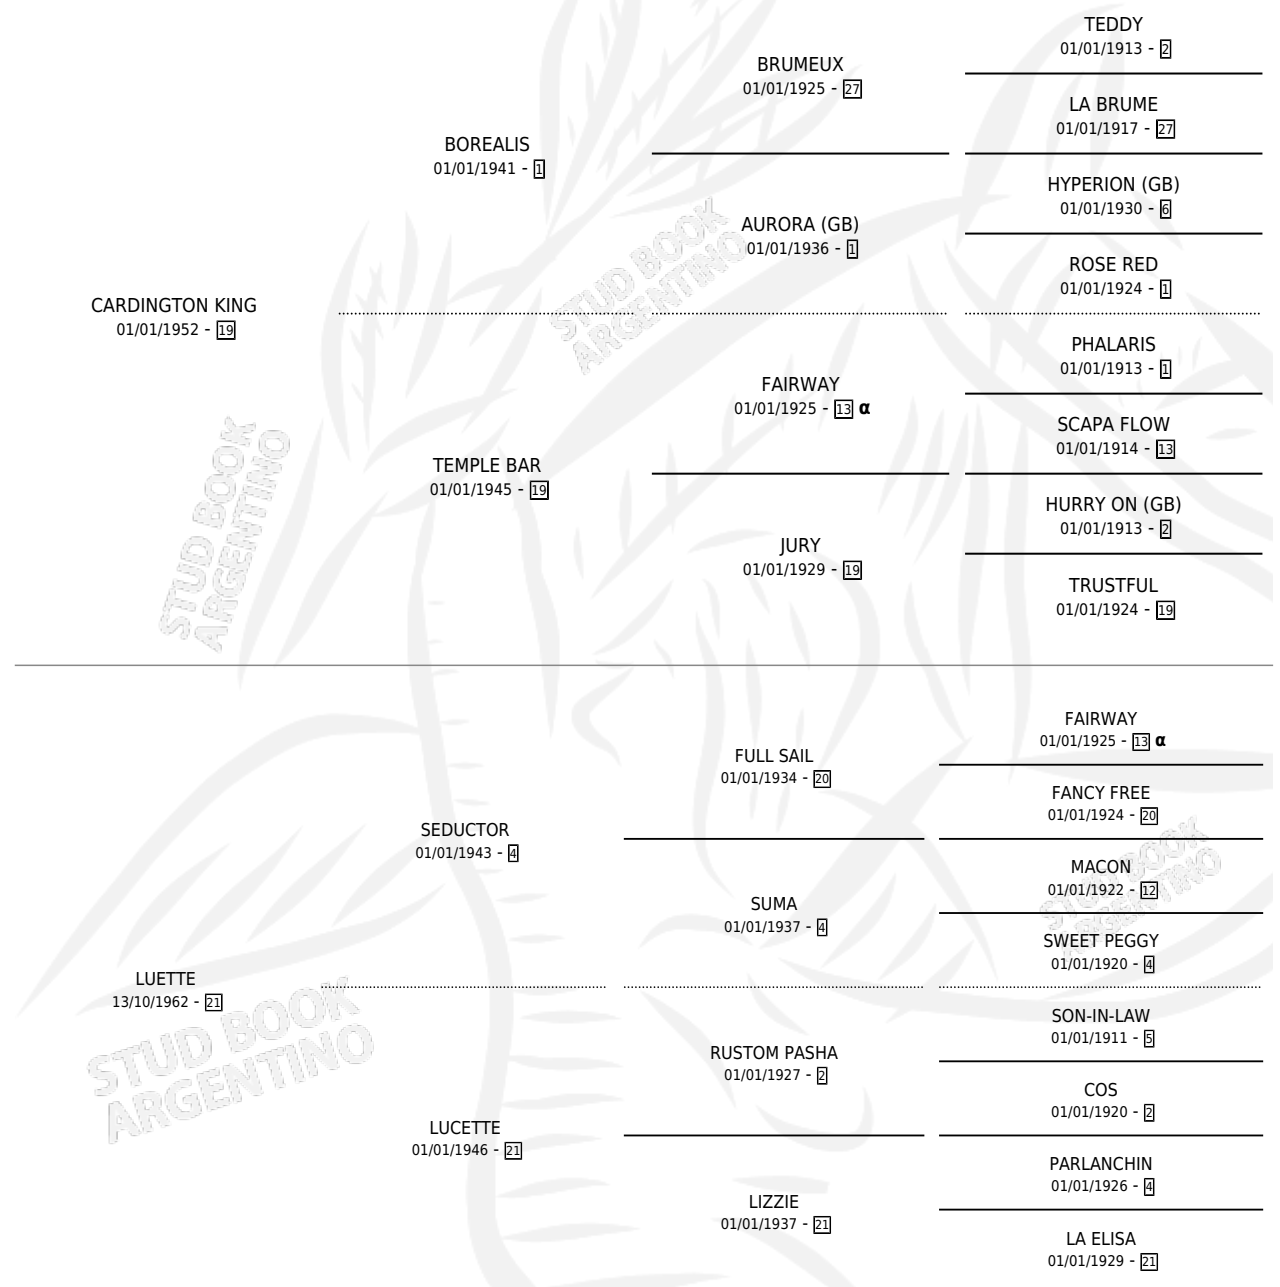 TEDDY
01/01/1913 - 2
BRUMEUX
01/01/1925 - 27
LA BRUME
01/01/1917 - 27
BOREALIS
01/01/1941 - 1
HYPERION (GB)
01/01/1930 - 6
AURORA (GB)
01/01/1936 - 1
ROSE RED
01/01/1924 - 1
CARDINGTON KING
01/01/1952 - 19
PHALARIS
01/01/1913 - 1
FAIRWAY
01/01/1925 - 13 α
SCAPA FLOW
01/01/1914 - 13
TEMPLE BAR
01/01/1945 - 19
HURRY ON (GB)
01/01/1913 - 2
JURY
01/01/1929 - 19
TRUSTFUL
01/01/1924 - 19
FAIRWAY
01/01/1925 - 13 α
FULL SAIL
01/01/1934 - 20
FANCY FREE
01/01/1924 - 20
SEDUCTOR
01/01/1943 - 4
MACON
01/01/1922 - 12
SUMA
01/01/1937 - 4
SWEET PEGGY
01/01/1920 - 4
LUETTE
13/10/1962 - 21
SON-IN-LAW
01/01/1911 - 5
RUSTOM PASHA
01/01/1927 - 2
COS
01/01/1920 - 2
LUCETTE
01/01/1946 - 21
PARLANCHIN
01/01/1926 - 4
LIZZIE
01/01/1937 - 21
LA ELISA
01/01/1929 - 21
STUD BOOK
ARGENTINO
STUD BOOK
ARGENTINO
STUD BOOK
ARGENTINO
STUD BOOK
ARGENTINO